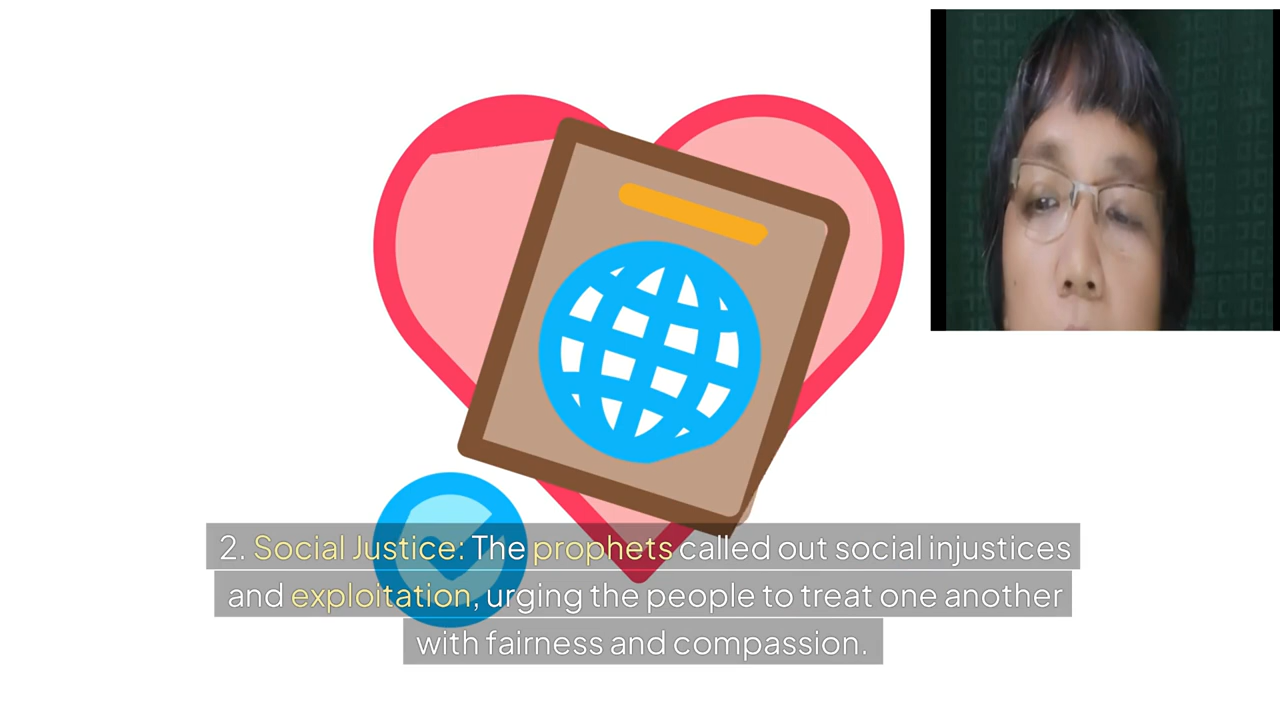 2. Social Justice: The prophets called out social injustices
and exploitation, urging the people to treat one another
with fairness and compassion.